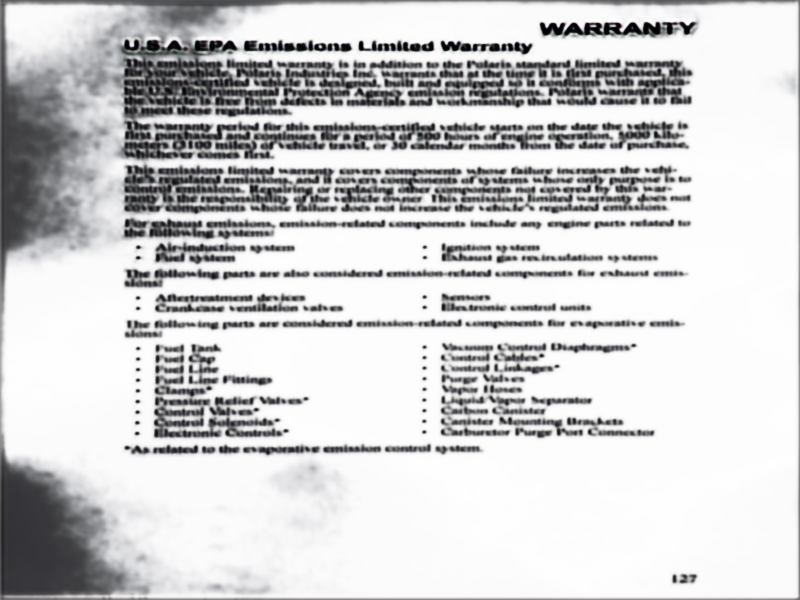 WARRANTY
U.S.A. EPA Emissions Limited Warranty
This emissions limited warranty is in addition to the Polaris standard limited warranty
for your vehicle. Polaris Industries Inc. warrants that at the time it is first purchased, this
emissions-certified vehicle is designed, built and equipped so it conforms with applica-
ble U.S. Environmental Protection Agency emission regulations. Polaris warrants that
the vehicle is free from defects in materials and workmanship that would cause it to fail
to meet these regulations.
The warranty period for this emissions-certified vehicle starts on the date the vehicle is
first purchased and continues for a period of 500 hours of engine operation, 5000 kilo-
meters (3100 miles) of vehicle travel, or 30 calendar months from the date of purchase,
whichever comes first.
This emissions limited warranty covers components whose failure increases the vehi-
cle's regulated emissions, and it covers components of systems whose only purpose is to
control emissions. Repairing or replacing other components not covered by this war-
ranty is the responsibility of the vehicle owner. This emissions limited warranty does not
cover components whose failure does not increase the vehicle's regulated emissions.
For exhaust emissions, emission-related components include any engine parts related to
the following systems:
• Air-induction system
• Fuel system
• Ignition system
• Exhaust gas recirculation systems
The following parts are also considered emission-related components for exhaust emis-
sions:
• Aftertreatment devices
• Crankcase ventilation valves
• Sensors
• Electronic control units
The following parts are considered emission-related components for evaporative emis-
sions:
• Fuel Tank
• Fuel Cap
• Fuel Line
• Fuel Line Fittings
• Clamps*
• Pressure Relief Valves*
• Control Valves*
• Control Solenoids*
• Electronic Controls*
• Vacuum Control Diaphragms*
• Control Cables*
• Control Linkages*
• Purge Valves
• Vapor Hoses
• Liquid/Vapor Separator
• Carbon Canister
• Canister Mounting Brackets
• Carburetor Purge Port Connector
*As related to the evaporative emission control system.
127